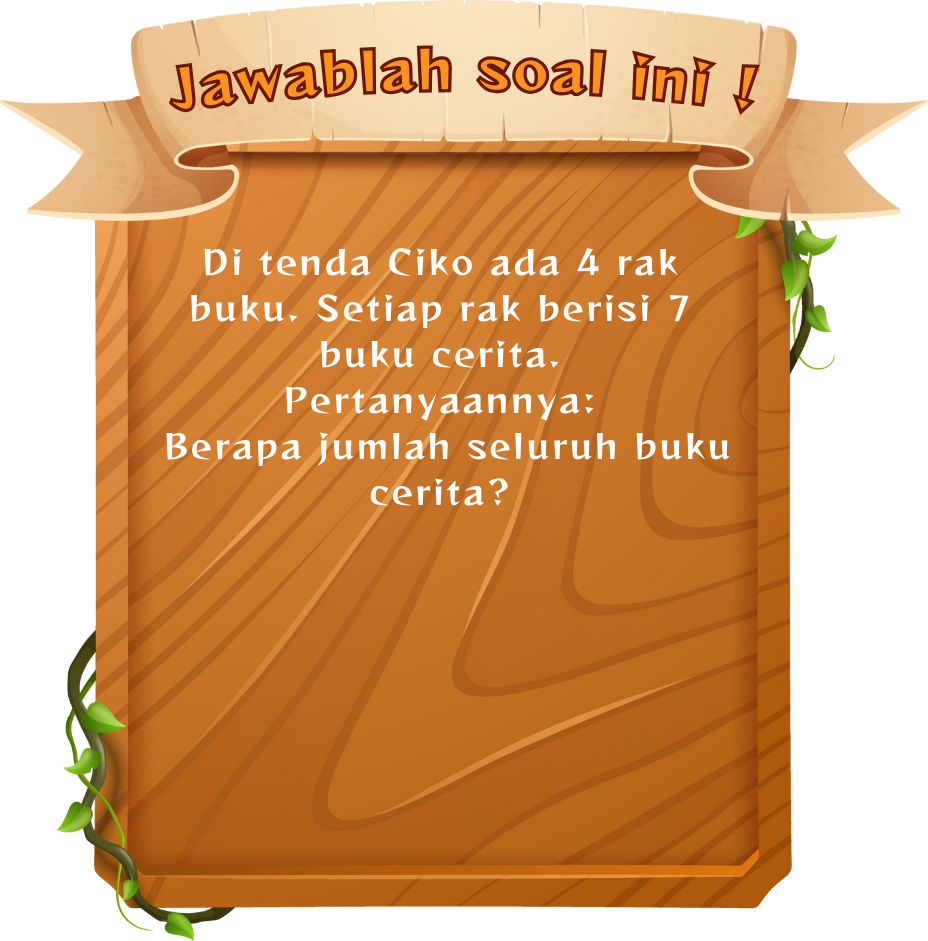 Jawablah soal ini !
Di tenda Ciko ada 4 rak
buku. Setiap rak berisi 7
buku cerita.
Pertanyaannya:
Berapa jumlah seluruh buku
cerita?